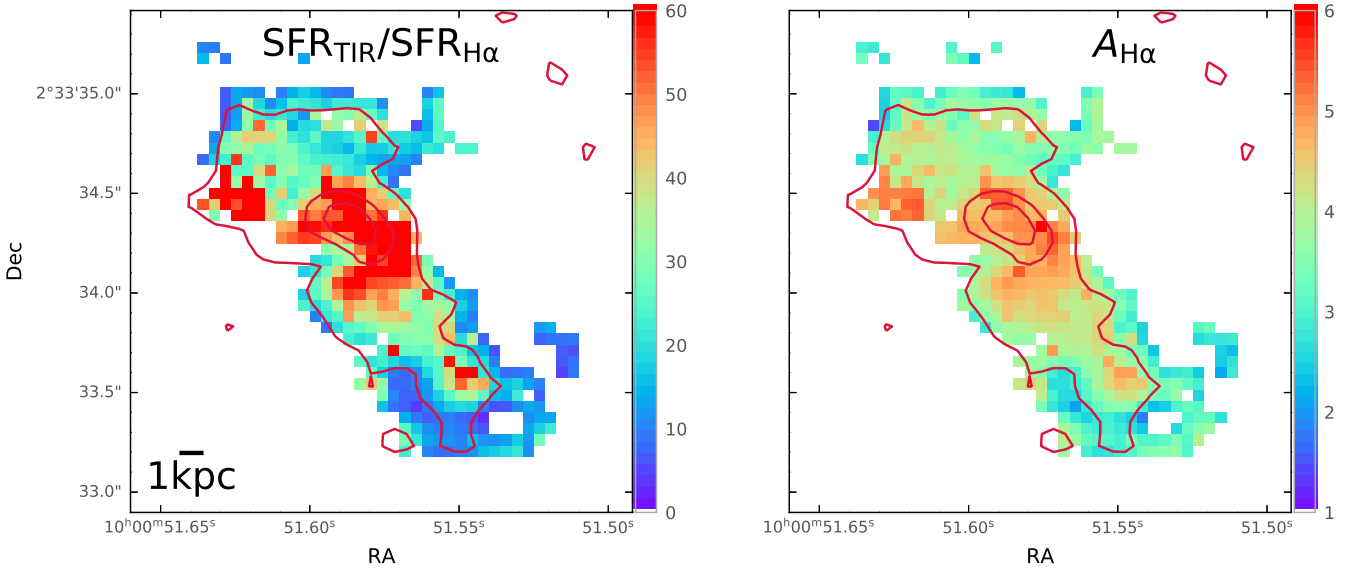 SFR_TIR/SFR_Hα
A_Hα
Dec
2°33'35.0"
34.5"
34.0"
33.5"
33.0"
1kpc
10ʰ00ᵐ51.65ˢ
51.60ˢ
51.55ˢ
51.50ˢ
RA
60
50
40
30
20
10
0
10ʰ00ᵐ51.65ˢ
51.60ˢ
51.55ˢ
51.50ˢ
RA
6
5
4
3
2
1